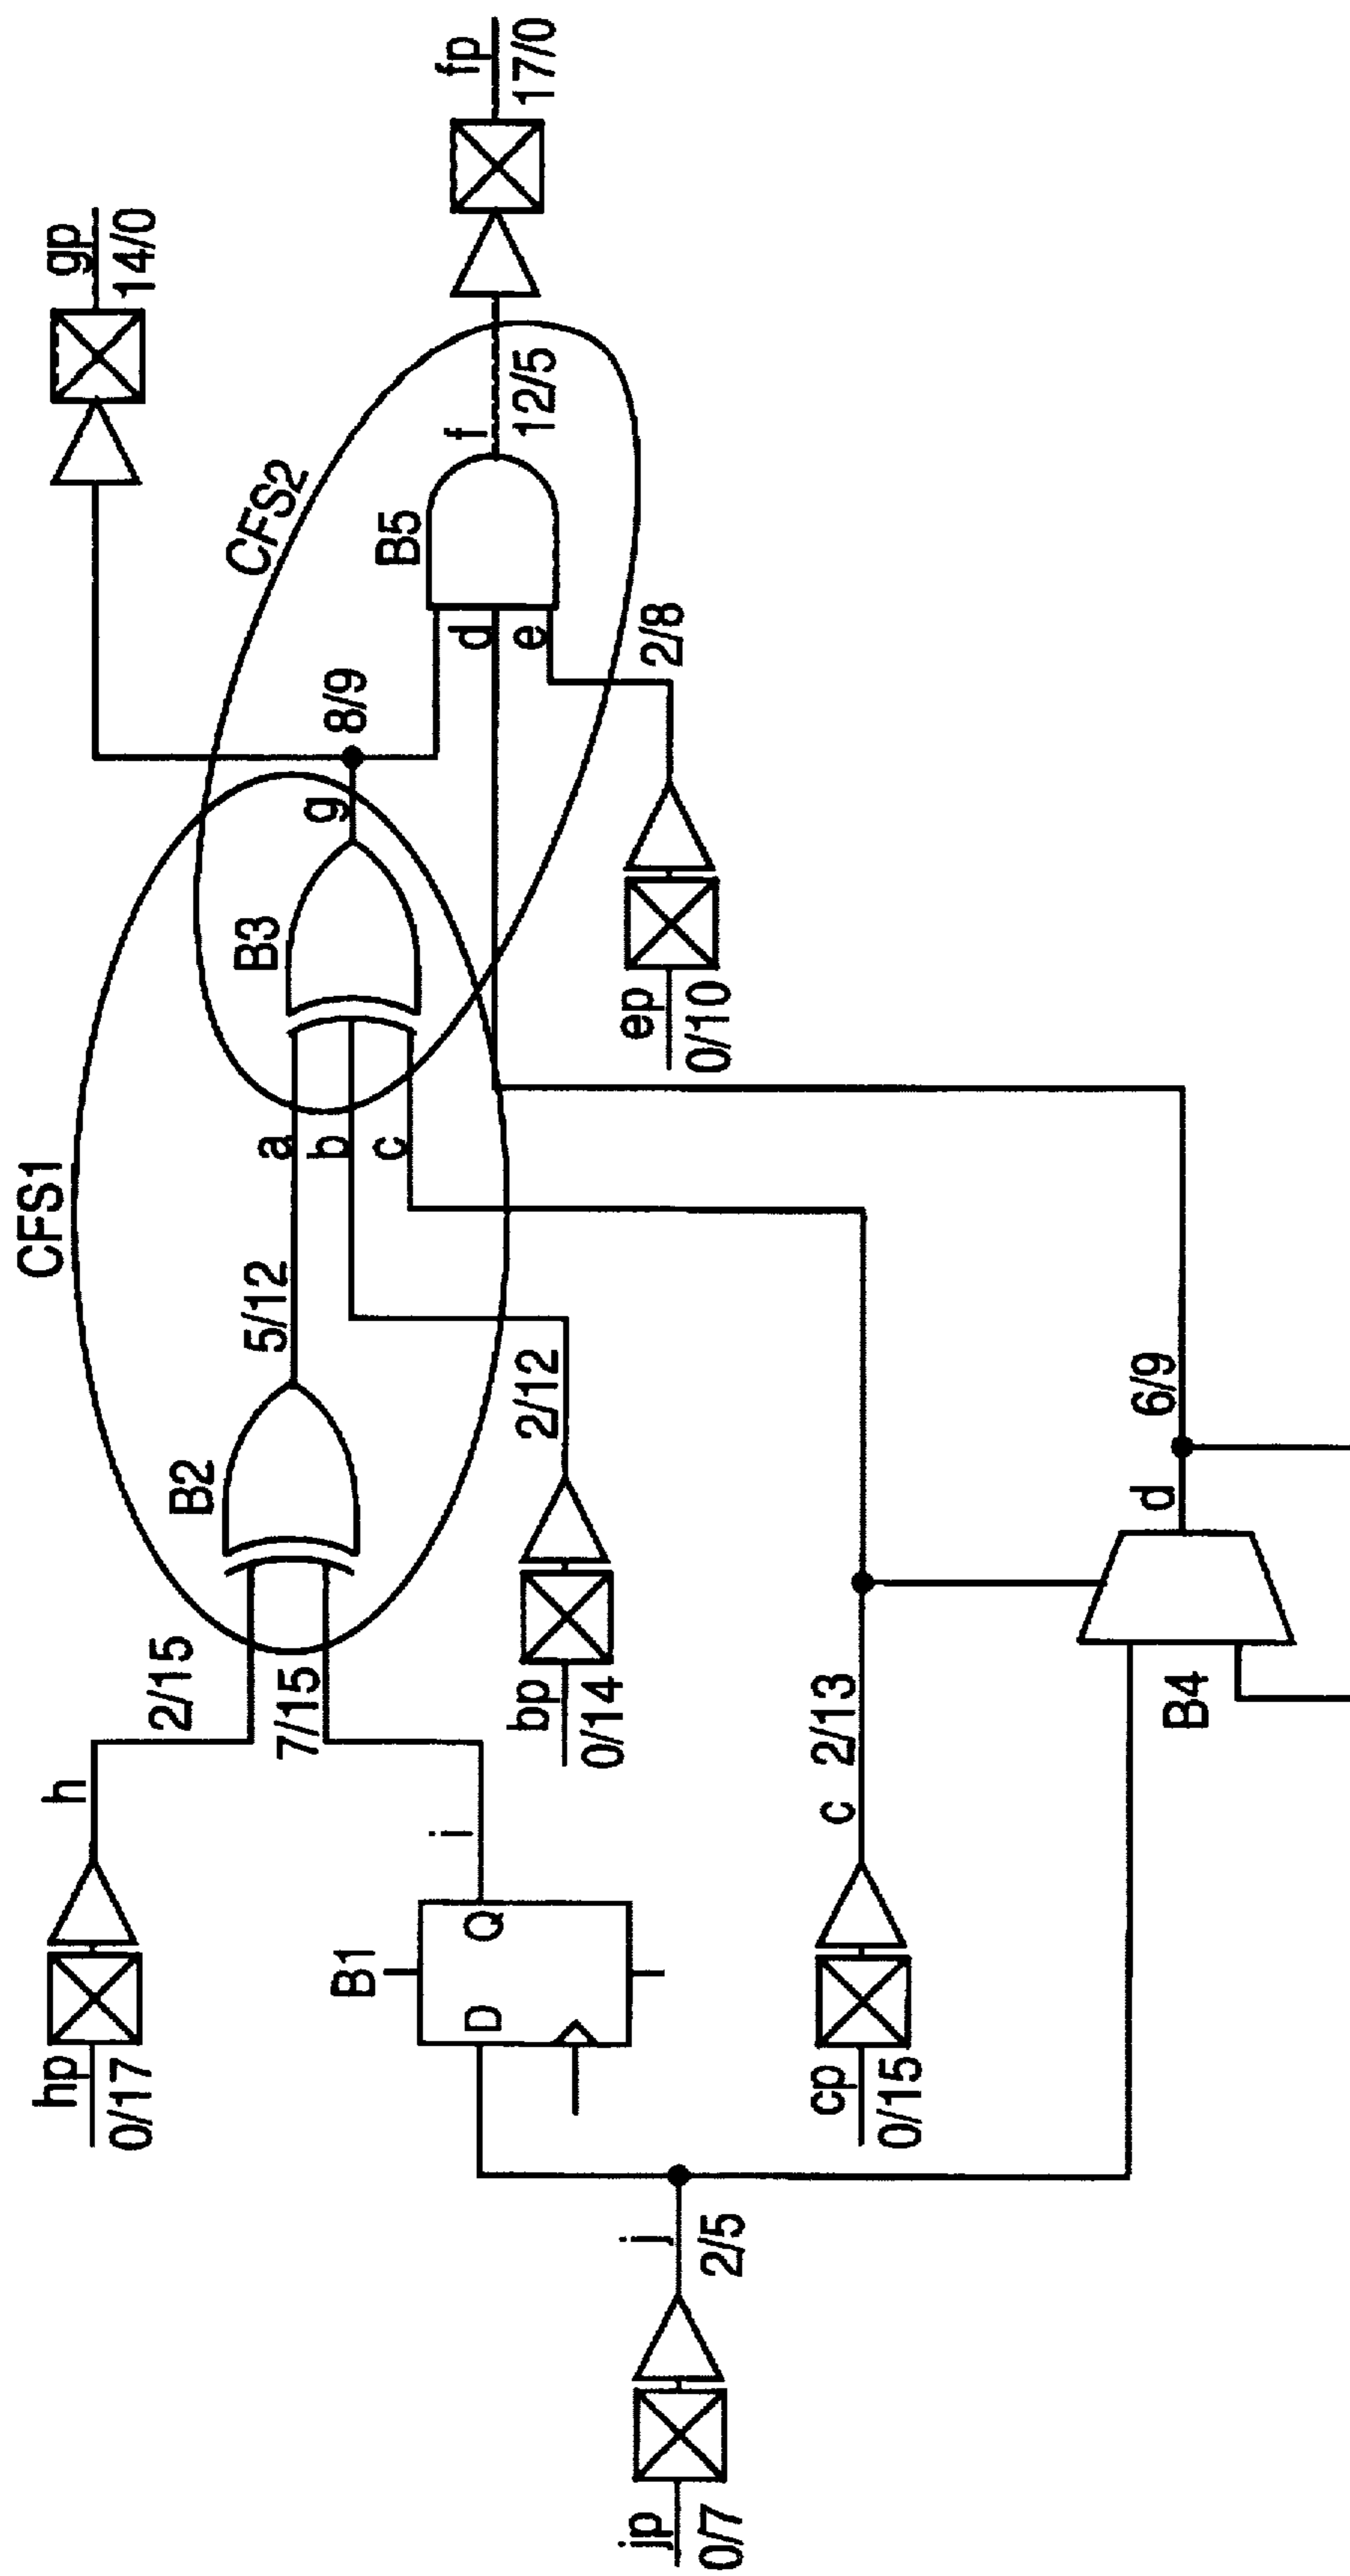 gp
14/0
fp
17/0
CFS2
f
12/5
B5
d
e
2/8
8/9
g
B3
ep
0/10
CFS1
a
b
c
5/12
B2
2/12
6/9
d
B4
2/15
7/15
bp
0/14
c 2/13
h
i
B1
Q
D
hp
0/17
cp
0/15
j
2/5
jp
0/7